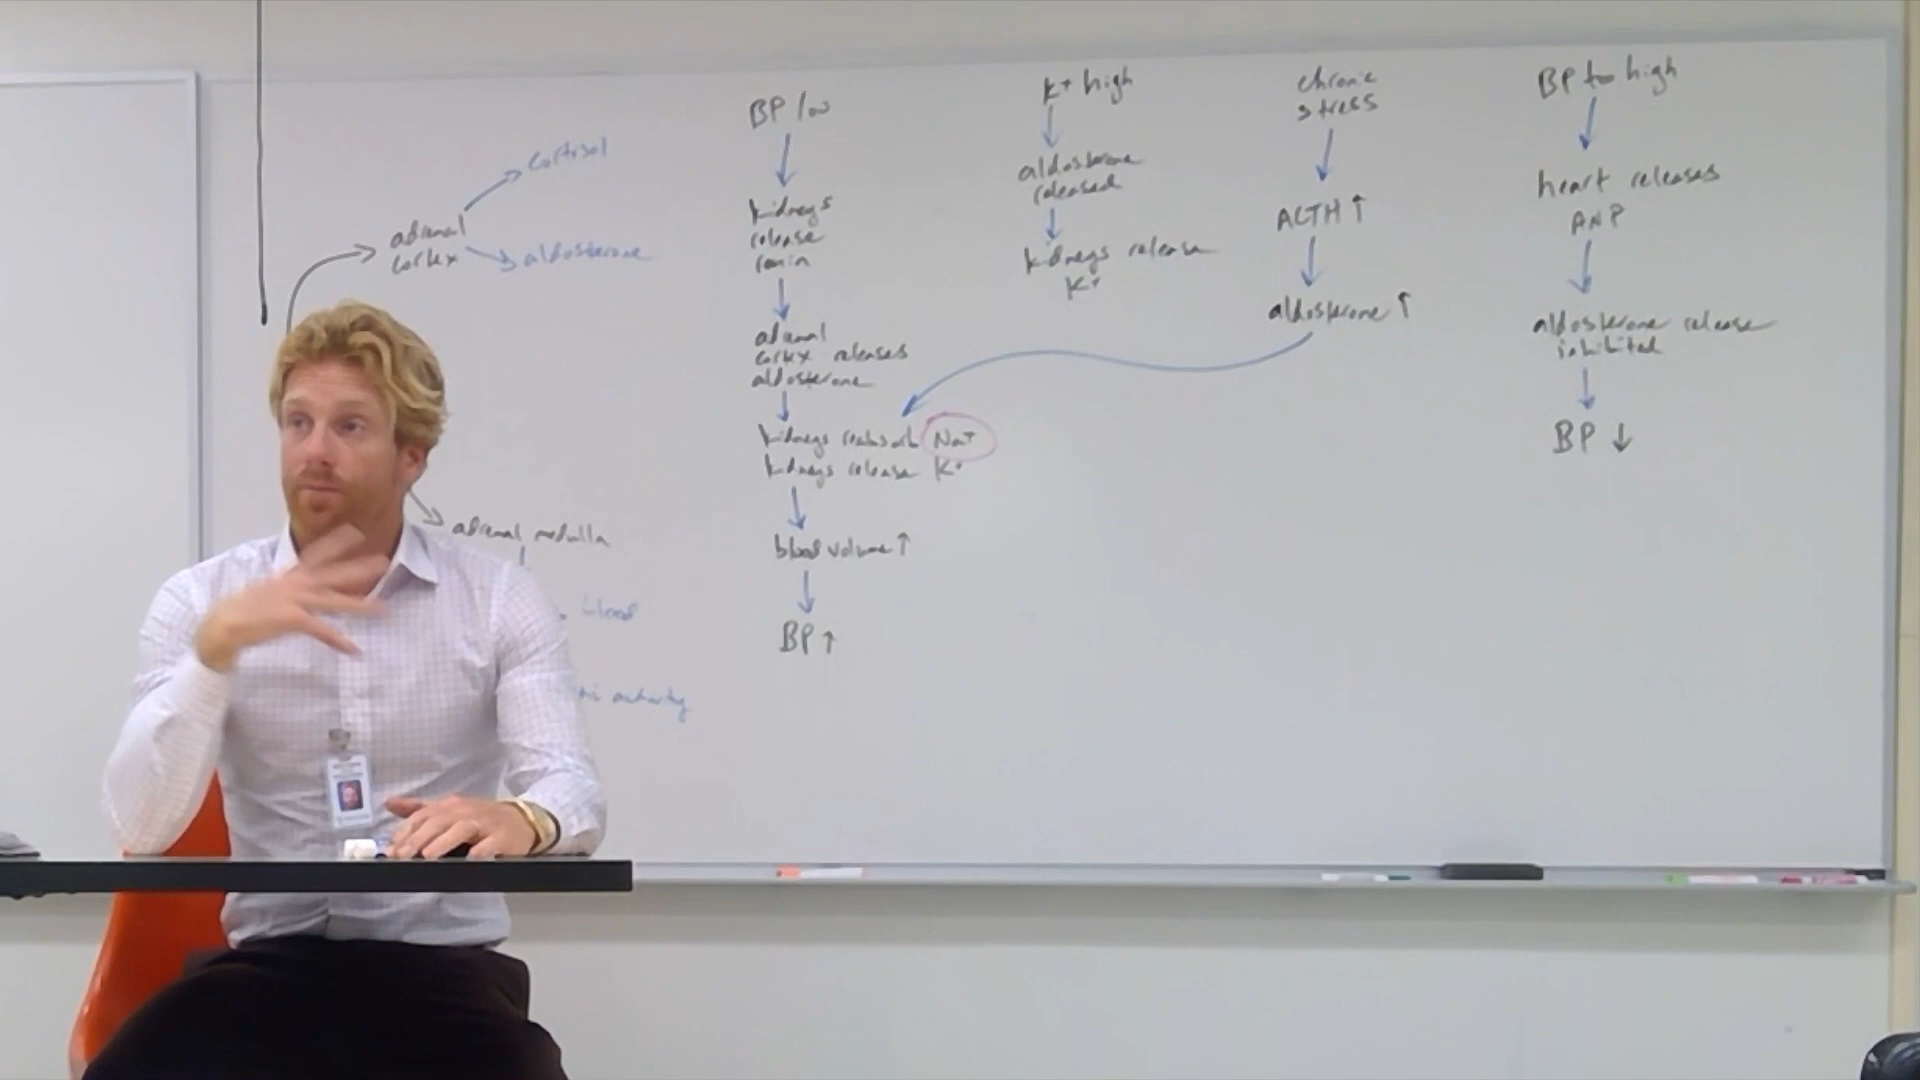 adrenal
cortex
cortisol
aldosterone
adrenal medulla
blood
activity
BP low
kidneys
release
renin
adrenal
cortex releases
aldosterone
kidneys reabsorb Na+
kidneys release K+
blood volume ↑
BP ↑
K+ high
aldosterone
released
kidneys release
K+
chronic
stress
ACTH ↑
aldosterone ↑
BP to high
heart releases
ANP
aldosterone release
inhibited
BP ↓